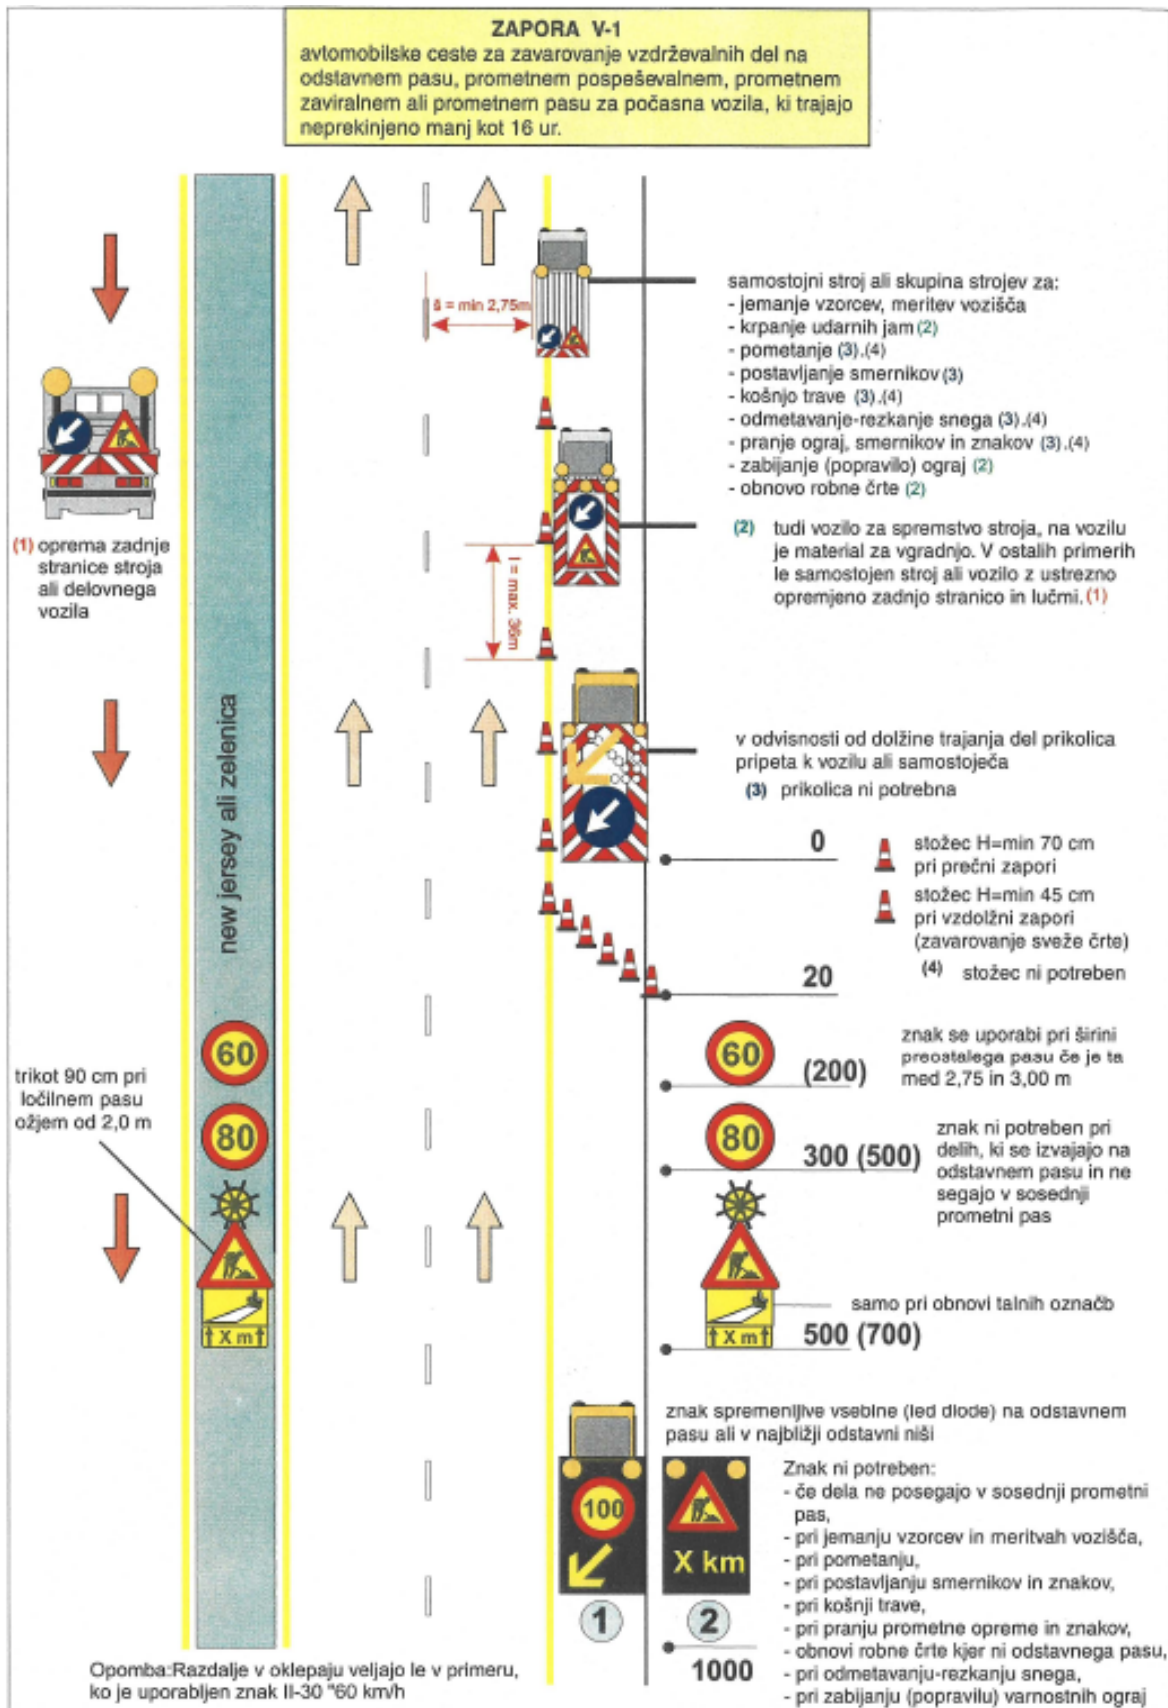 ZAPORA V-1
avtomobilske ceste za zavarovanje vzdrževalnih del na
odstavnem pasu, prometnem pospeševalnem, prometnem
zaviralnem ali prometnem pasu za počasna vozila, ki trajajo
neprekinjeno manj kot 16 ur.
š = min 2,75m
samostojni stroj ali skupina strojev za:
- jemanje vzorcev, meritev vozišča
- krpanje udarnih jam (2)
- pometanje (3).(4)
- postavljanje smernikov (3)
- košnjo trave (3).(4)
- odmetavanje-rezkanje snega (3).(4)
- pranje ograj, smernikov in znakov (3).(4)
- zabijanje (popravilo) ograj (2)
- obnovo robne črte (2)
(1) oprema zadnje
stranice stroja
ali delovnega
vozila
(2) tudi vozilo za spremstvo stroja, na vozilu
je material za vgradnjo. V ostalih primerih
le samostojen stroj ali vozilo z ustrezno
opremjeno zadnjo stranico in lučmi. (1)
l = max. 36m
new jersey ali zelenica
v odvisnosti od dolžine trajanja del prikolica
pripeta k vozilu ali samostoječa
(3) prikolica ni potrebna
0
stožec H=min 70 cm
pri prečni zapori
stožec H=min 45 cm
pri vzdolžni zapori
(zavarovanje sveže črte)
(4) stožec ni potreben
20
60
60
(200)
znak se uporabi pri širini
preostalega pasu če je ta
med 2,75 in 3,00 m
trikot 90 cm pri
ločilnem pasu
ožjem od 2,0 m
80
80
300 (500)
znak ni potreben pri
delih, ki se izvajajo na
odstavnem pasu in ne
segajo v sosednji
prometni pas
samo pri obnovi talnih označb
X m
X m
500 (700)
znak spremenljive vsebine (led diode) na odstavnem
pasu ali v najbližji odstavni niši
100
X km
1
2
1000
Znak ni potreben:
- če dela ne posegajo v sosednji prometni
pas,
- pri jemanju vzorcev in meritvah vozišča,
- pri pometanju,
- pri postavljanju smernikov in znakov,
- pri košnji trave,
- pri pranju prometne opreme in znakov,
- obnovi robne črte kjer ni odstavnega pasu,
- pri odmetavanju-rezkanju snega,
- pri zabijanju (popravilu) varnostnih ograj
Opomba:Razdalje v oklepaju veljajo le v primeru,
ko je uporabljen znak II-30 "60 km/h